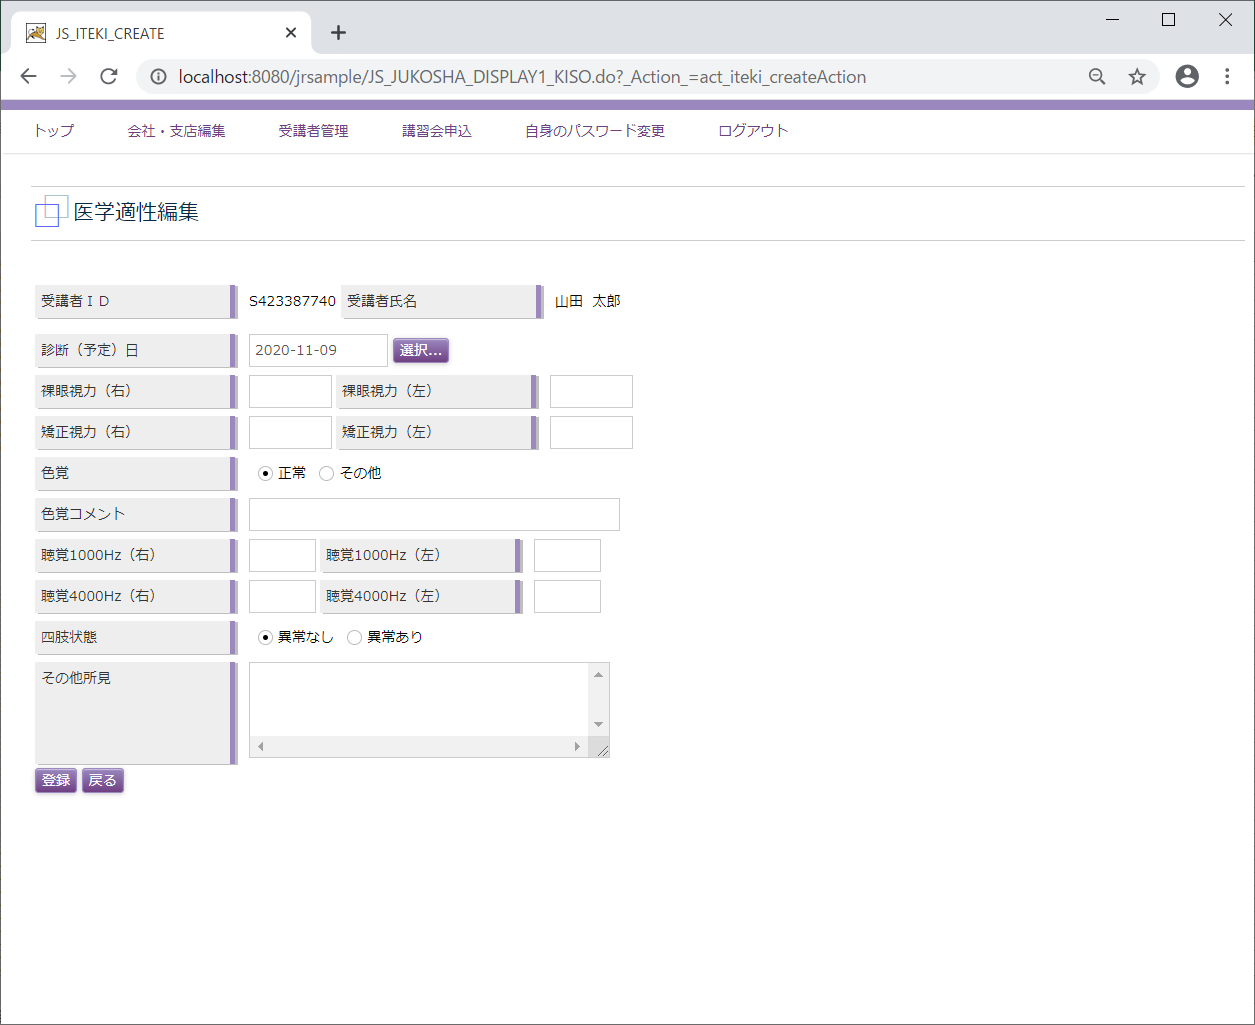 JS_ITEKI_CREATE
localhost:8080/jrsample/JS_JUKOSHA_DISPLAY1_KISO.do?_Action_=act_iteki_createAction
トップ 会社・支店編集 受講者管理 講習会申込 自身のパスワード変更 ログアウト
医学適性編集
受講者ＩＤ S423387740 受講者氏名 山田 太郎
診断（予定）日 2020-11-09 選択...
裸眼視力（右） 裸眼視力（左）
矯正視力（右） 矯正視力（左）
色覚 正常 その他
色覚コメント
聴覚1000Hz（右） 聴覚1000Hz（左）
聴覚4000Hz（右） 聴覚4000Hz（左）
四肢状態 異常なし 異常あり
その他所見
登録 戻る